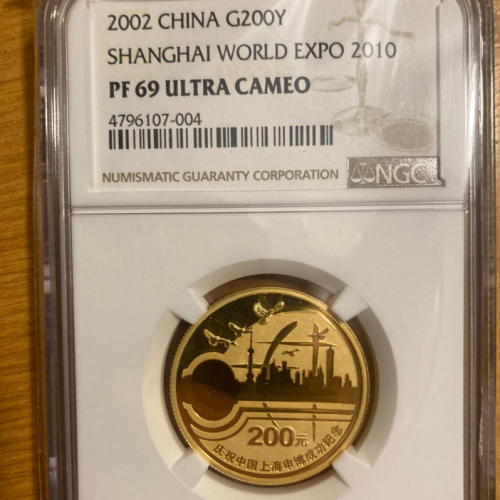 2002 CHINA G200Y
SHANGHAI WORLD EXPO 2010
PF 69 ULTRA CAMEO
4796107-004
NUMISMATIC GUARANTY CORPORATION
NGC
200元
庆祝中国上海申博成功纪念